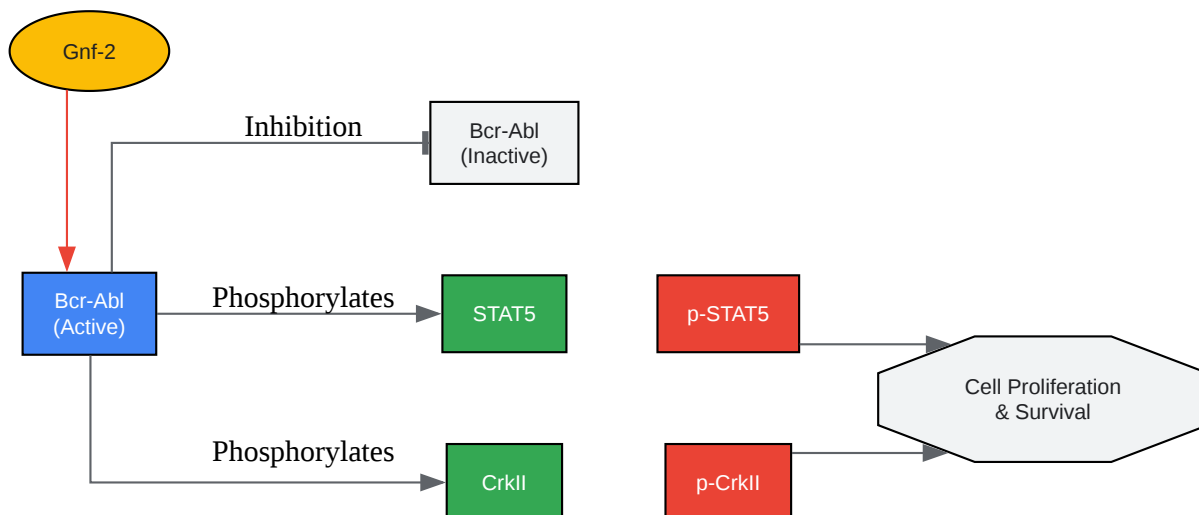 Gnf-2
Inhibition
Bcr-Abl
(Inactive)
Bcr-Abl
(Active)
Phosphorylates
STAT5
p-STAT5
Cell Proliferation
& Survival
Phosphorylates
CrkII
p-CrkII